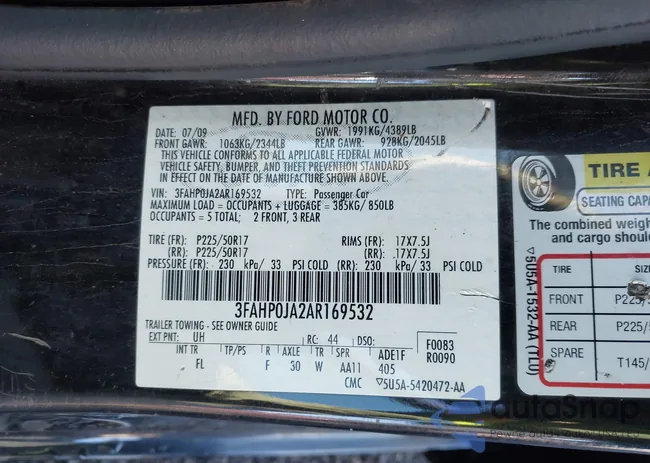 MFD. BY FORD MOTOR CO.
DATE: 07/09 GVWR: 1991KG/4389LB
FRONT GAWR: 1063KG/2344LB REAR GAWR: 928KG/2045LB
THIS VEHICLE CONFORMS TO ALL APPLICABLE FEDERAL MOTOR
VEHICLE SAFETY, BUMPER, AND THEFT PREVENTION STANDARDS
IN EFFECT ON THE DATE OF MANUFACTURE SHOWN ABOVE.
VIN: 3FAHP0JA2AR169532 TYPE: Passenger Car
MAXIMUM LOAD = OCCUPANTS + LUGGAGE = 385KG/ 850LB
OCCUPANTS = 5 TOTAL; 2 FRONT, 3 REAR
TIRE (FR): P225/50R17 RIMS (FR): 17X7.5J
(RR): P225/50R17 (RR): 17X7.5J
PRESSURE (FR): 230 kPa/ 33 PSI COLD (RR): 230 kPa/ 33 PSI COLD
3FAHP0JA2AR169532
TRAILER TOWING - SEE OWNER GUIDE
EXT PNT: UH RC: 44 DSO: F0083
R0090
INT TR TP/PS R AXLE TR SPR ADE1F
FL F 30 W AA11 405
CMC ▽5U5A-5420472-AA
TIRE
SEATING CAPA
The combined weight
and cargo shoul
TIRE
FRONT P225/
REAR P225/5
SPARE T145/
▽5U5A-1532-AA (TLU)
autoSnap